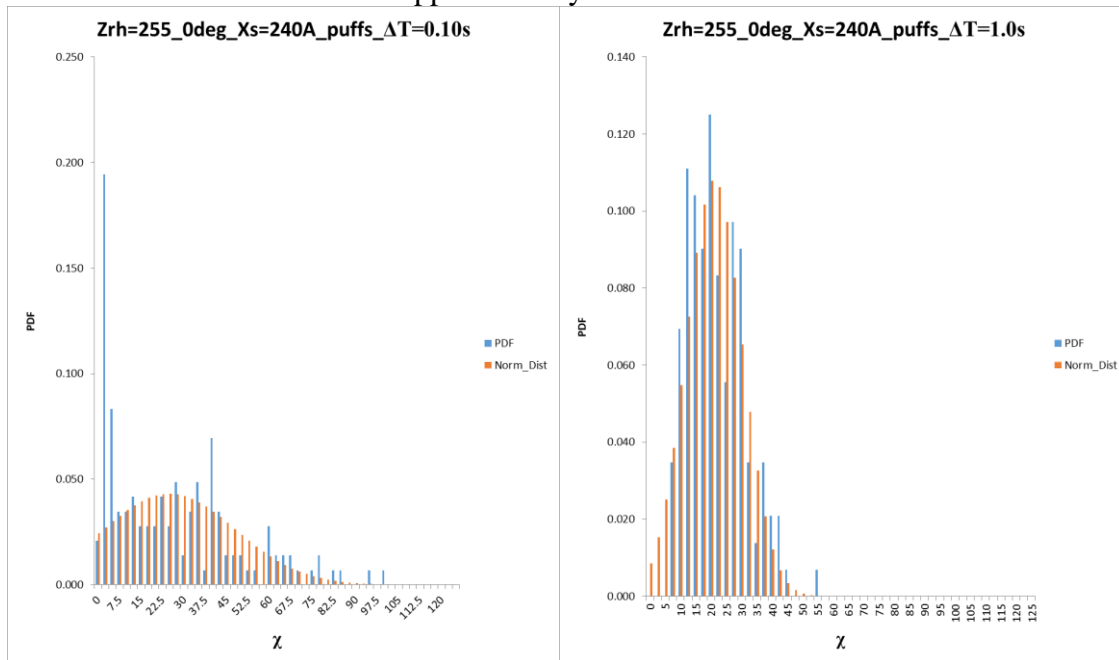 Zrh=255_0deg_Xs=240A_puffs_ΔT=0.10s
0.250
0.200
0.150
0.100
0.050
0.000
PDF
0 7.5 15 22.5 30 37.5 45 52.5 60 67.5 75 82.5 90 97.5 105 112.5 120
χ
PDF
Norm_Dist
Zrh=255_0deg_Xs=240A_puffs_ΔT=1.0s
0.140
0.120
0.100
0.080
0.060
0.040
0.020
0.000
PDF
0 5 10 15 20 25 30 35 40 45 50 55 60 65 70 75 80 85 90 95 100 105 110 115 120 125
χ
PDF
Norm_Dist